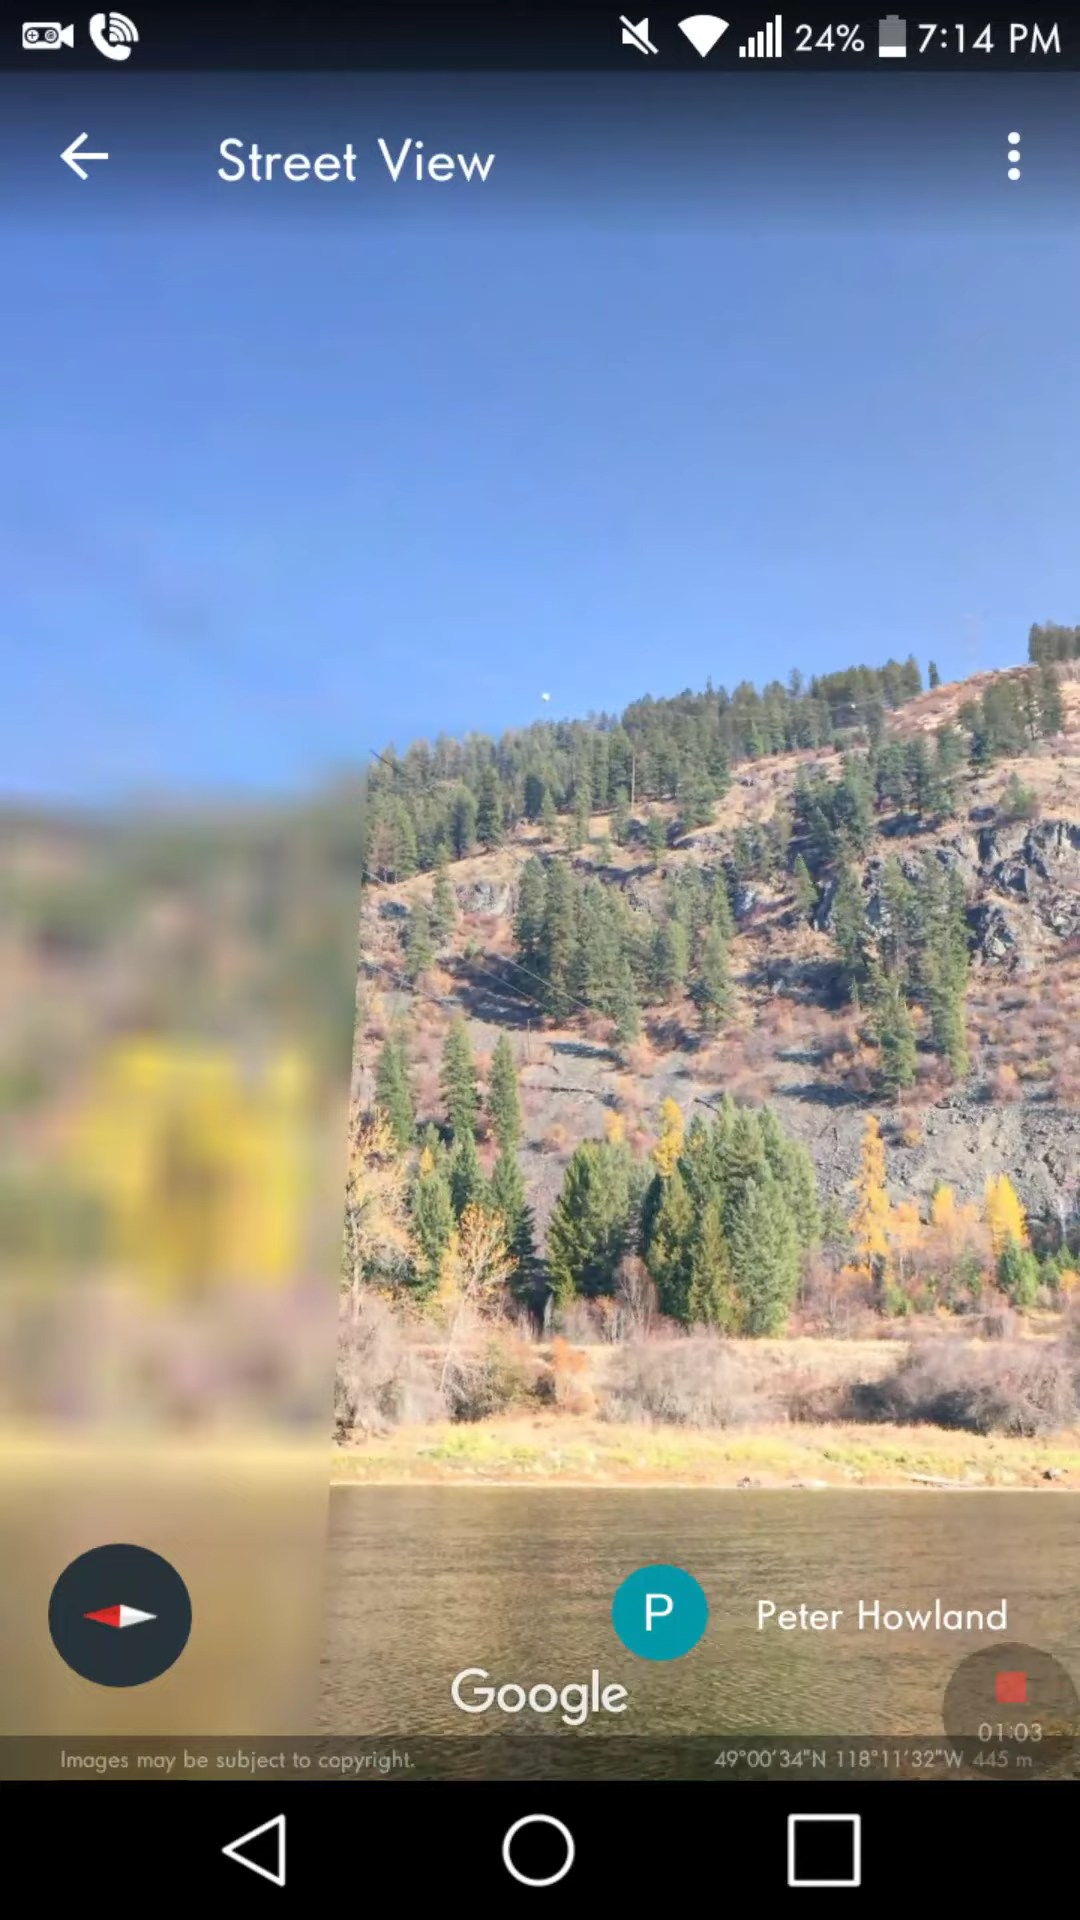 24% 7:14 PM
Street View
P Peter Howland
Google
01:03
Images may be subject to copyright. 49°00'34"N 118°11'32"W 445 m